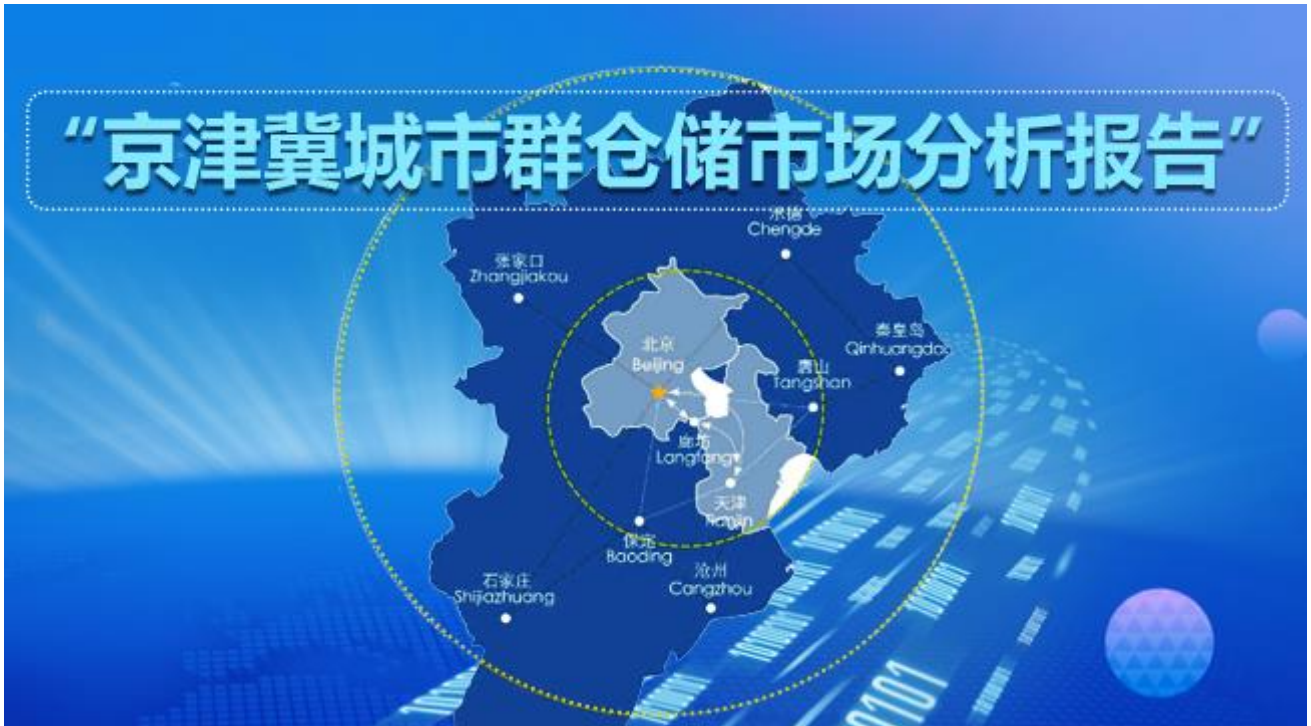 “京津冀城市群仓储市场分析报告”
承德
Chengde
张家口
Zhangjiakou
秦皇岛
Qinhuangdao
北京
Beijing
唐山
Tangshan
廊坊
Langfang
天津
Tianjin
保定
Baoding
沧州
Cangzhou
石家庄
Shijiazhuang
0101